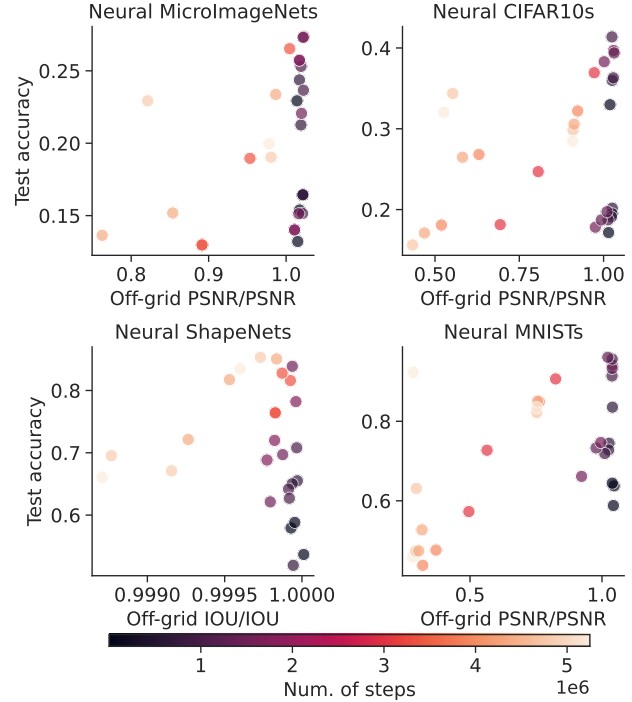 Neural MicroImageNets
Neural CIFAR10s
Test accuracy
0.25
0.20
0.15
0.4
0.3
0.2
0.8
0.9
1.0
0.50
0.75
1.00
Off-grid PSNR/PSNR
Off-grid PSNR/PSNR
Neural ShapeNets
Neural MNISTs
Test accuracy
0.8
0.7
0.6
0.8
0.6
0.9990
0.9995
1.0000
0.5
1.0
Off-grid IOU/IOU
Off-grid PSNR/PSNR
1
2
3
4
5
Num. of steps
1e6